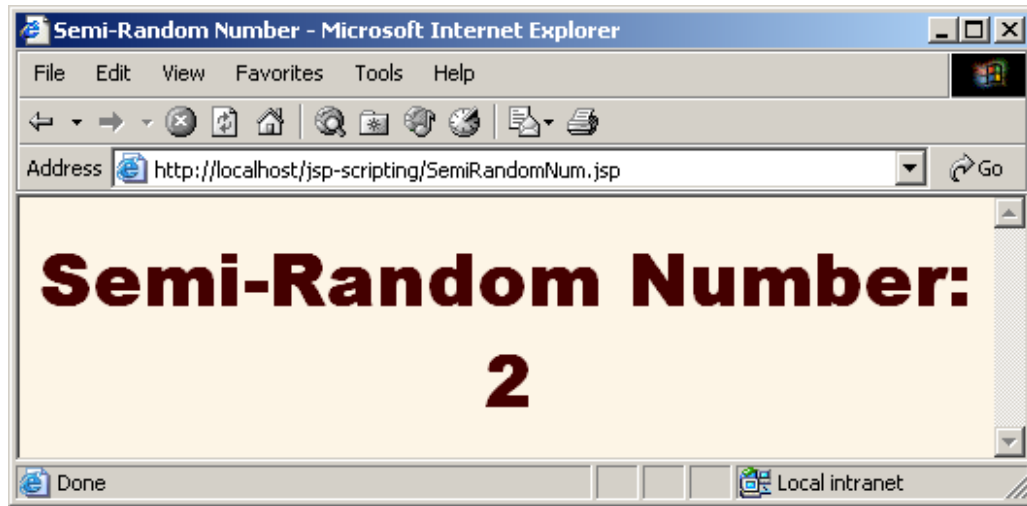 Semi-Random Number - Microsoft Internet Explorer
File Edit View Favorites Tools Help
Address http://localhost/jsp-scripting/SemiRandomNum.jsp Go
Semi-Random Number:
2
Done Local intranet